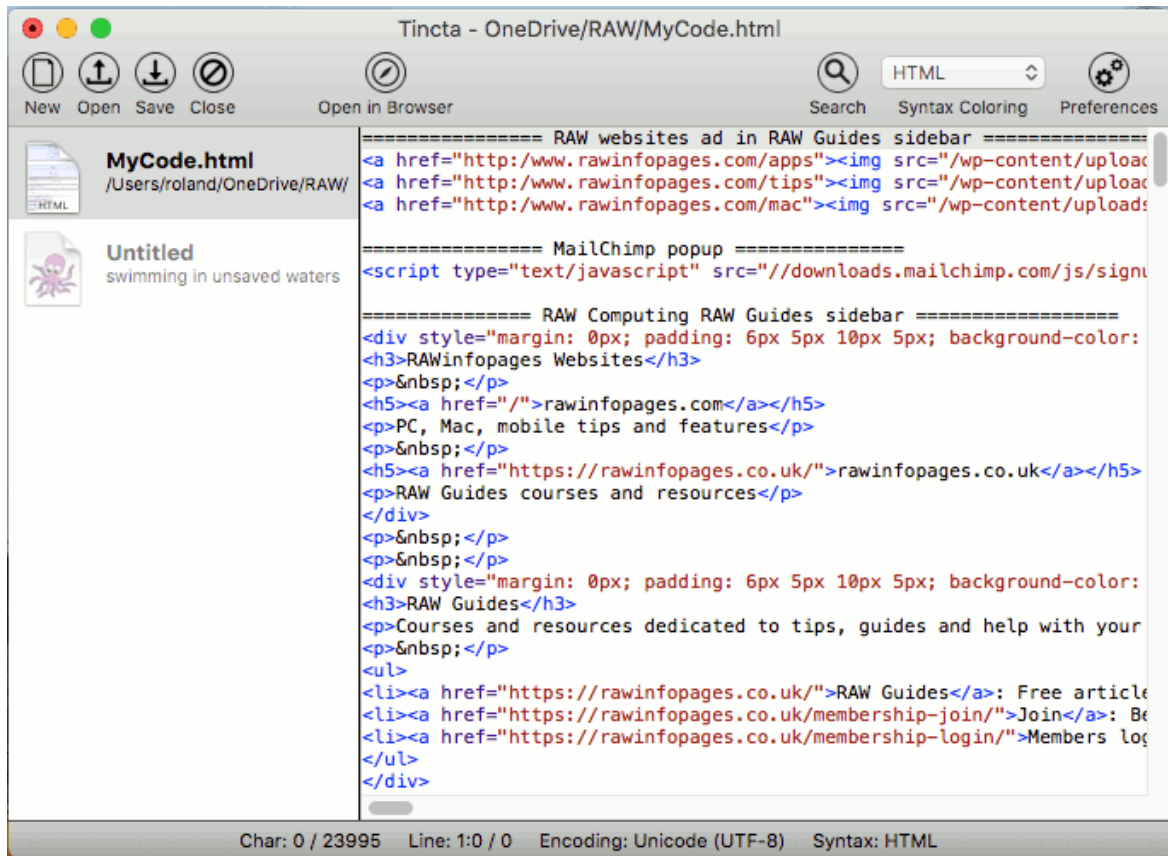 Tincta - OneDrive/RAW/MyCode.html
New Open Save Close Open in Browser Search HTML Syntax Coloring Preferences
MyCode.html
/Users/roland/OneDrive/RAW/
HTML
Untitled
swimming in unsaved waters
================ RAW websites ad in RAW Guides sidebar ================
<a href="http:/www.rawinfopages.com/apps"><img src="/wp-content/uploac
<a href="http:/www.rawinfopages.com/tips"><img src="/wp-content/uploac
<a href="http:/www.rawinfopages.com/mac"><img src="/wp-content/uploads
================ MailChimp popup ================
<script type="text/javascript" src="//downloads.mailchimp.com/js/signu
================ RAW Computing RAW Guides sidebar ===================
<div style="margin: 0px; padding: 6px 5px 10px 5px; background-color:
<h3>RAWinfopages Websites</h3>
<p>&nbsp;</p>
<h5><a href="/">rawinfopages.com</a></h5>
<p>PC, Mac, mobile tips and features</p>
<p>&nbsp;</p>
<h5><a href="https://rawinfopages.co.uk/">rawinfopages.co.uk</a></h5>
<p>RAW Guides courses and resources</p>
</div>
<p>&nbsp;</p>
<p>&nbsp;</p>
<div style="margin: 0px; padding: 6px 5px 10px 5px; background-color:
<h3>RAW Guides</h3>
<p>Courses and resources dedicated to tips, guides and help with your
<p>&nbsp;</p>
<ul>
<li><a href="https://rawinfopages.co.uk/">RAW Guides</a>: Free article
<li><a href="https://rawinfopages.co.uk/membership-join/">Join</a>: Be
<li><a href="https://rawinfopages.co.uk/membership-login/">Members log
</ul>
</div>
Char: 0 / 23995 Line: 1:0 / 0 Encoding: Unicode (UTF-8) Syntax: HTML